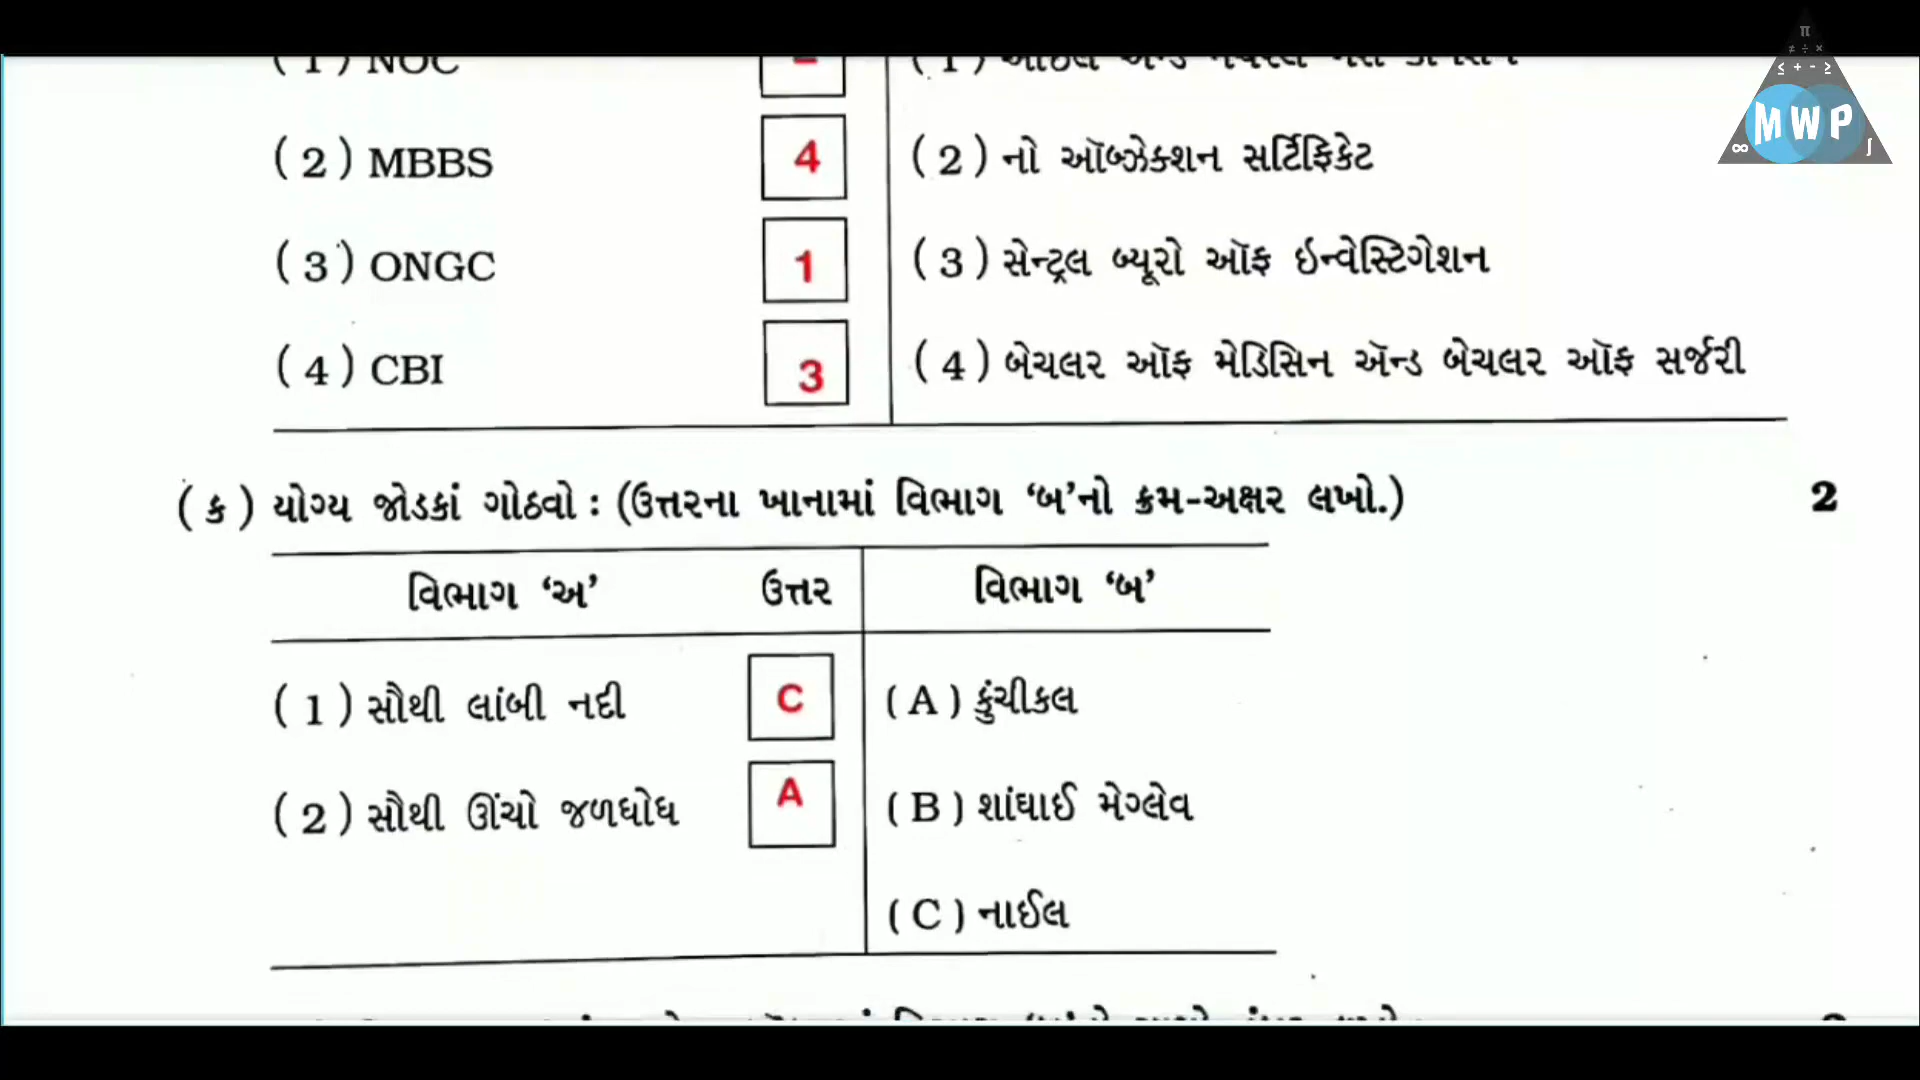 ( 1 ) NOC
( 2 ) MBBS 4 ( 2 ) નો ઑબ્ઝેક્શન સર્ટિફિકેટ
( 3 ) ONGC 1 ( 3 ) સેન્ટ્રલ બ્યૂરો ઑફ ઇન્વેસ્ટિગેશન
( 4 ) CBI 3 ( 4 ) બેચલર ઑફ મેડિસિન ઍન્ડ બેચલર ઑફ સર્જરી
( ક ) યોગ્ય જોડકાં ગોઠવો : (ઉત્તરના ખાનામાં વિભાગ ‘બ’નો ક્રમ-અક્ષર લખો.) 2
વિભાગ ‘અ’ ઉત્તર વિભાગ ‘બ’
( 1 ) સૌથી લાંબી નદી C ( A ) કુંચીકલ
( 2 ) સૌથી ઊંચો જળધોધ A ( B ) શાંઘાઈ મેગ્લેવ
( C ) નાઈલ
MWP